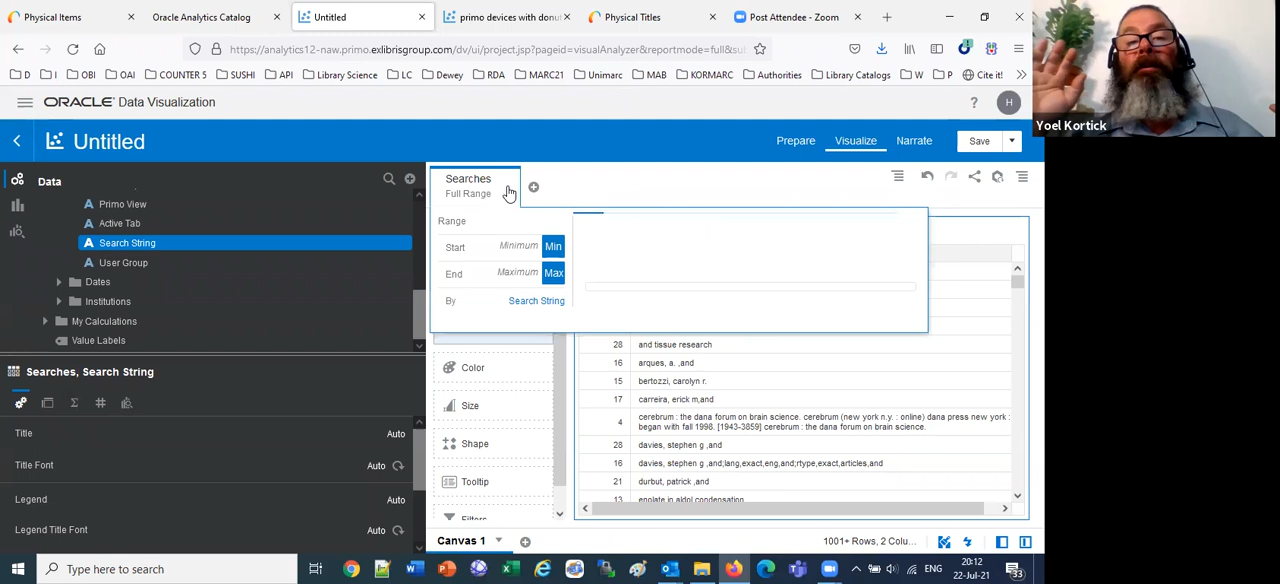 Physical Items
Oracle Analytics Catalog
Untitled
primo devices with donut
Physical Titles
Post Attendee - Zoom
https://analytics12-naw.primo.exlibrisgroup.com/dv/ui/project.jsp?pageid=visualAnalyzer&reportmode=full&su
D
I
OBI
OAI
COUNTER 5
SUSHI
API
Library Science
LC
Dewey
RDA
MARC21
Unimarc
MAB
KORMARC
Authorities
Library Catalogs
W
P
Cite it!
Yoel Kortick
ORACLE Data Visualization
?
H
Untitled
Prepare
Visualize
Narrate
Save
Data
A Primo View
A Active Tab
A Search String
A User Group
Dates
Institutions
My Calculations
Value Labels
Searches, Search String
Title
Auto
Title Font
Auto
Legend
Auto
Legend Title Font
Auto
Searches
Full Range
Range
Start Minimum Min
End Maximum Max
By Search String
Color
Size
Shape
Tooltip
Filters
28 and tissue research
16 arques, a. ,and
15 bertozzi, carolyn r.
17 carreira, erick m,and
4 cerebrum : the dana forum on brain science. cerebrum (new york n.y. : online) dana press new york :
began with fall 1998. [1943-3859] cerebrum : the dana forum on brain science.
28 davies, stephen g ,and
16 davies, stephen g ,and;lang,exact,eng,and;rtype,exact,articles,and
21 durbut, patrick ,and
13 enolate in aldol condensation
Canvas 1
1001+ Rows, 2 Colu...
Type here to search
ENG
20:12
22-Jul-21
33